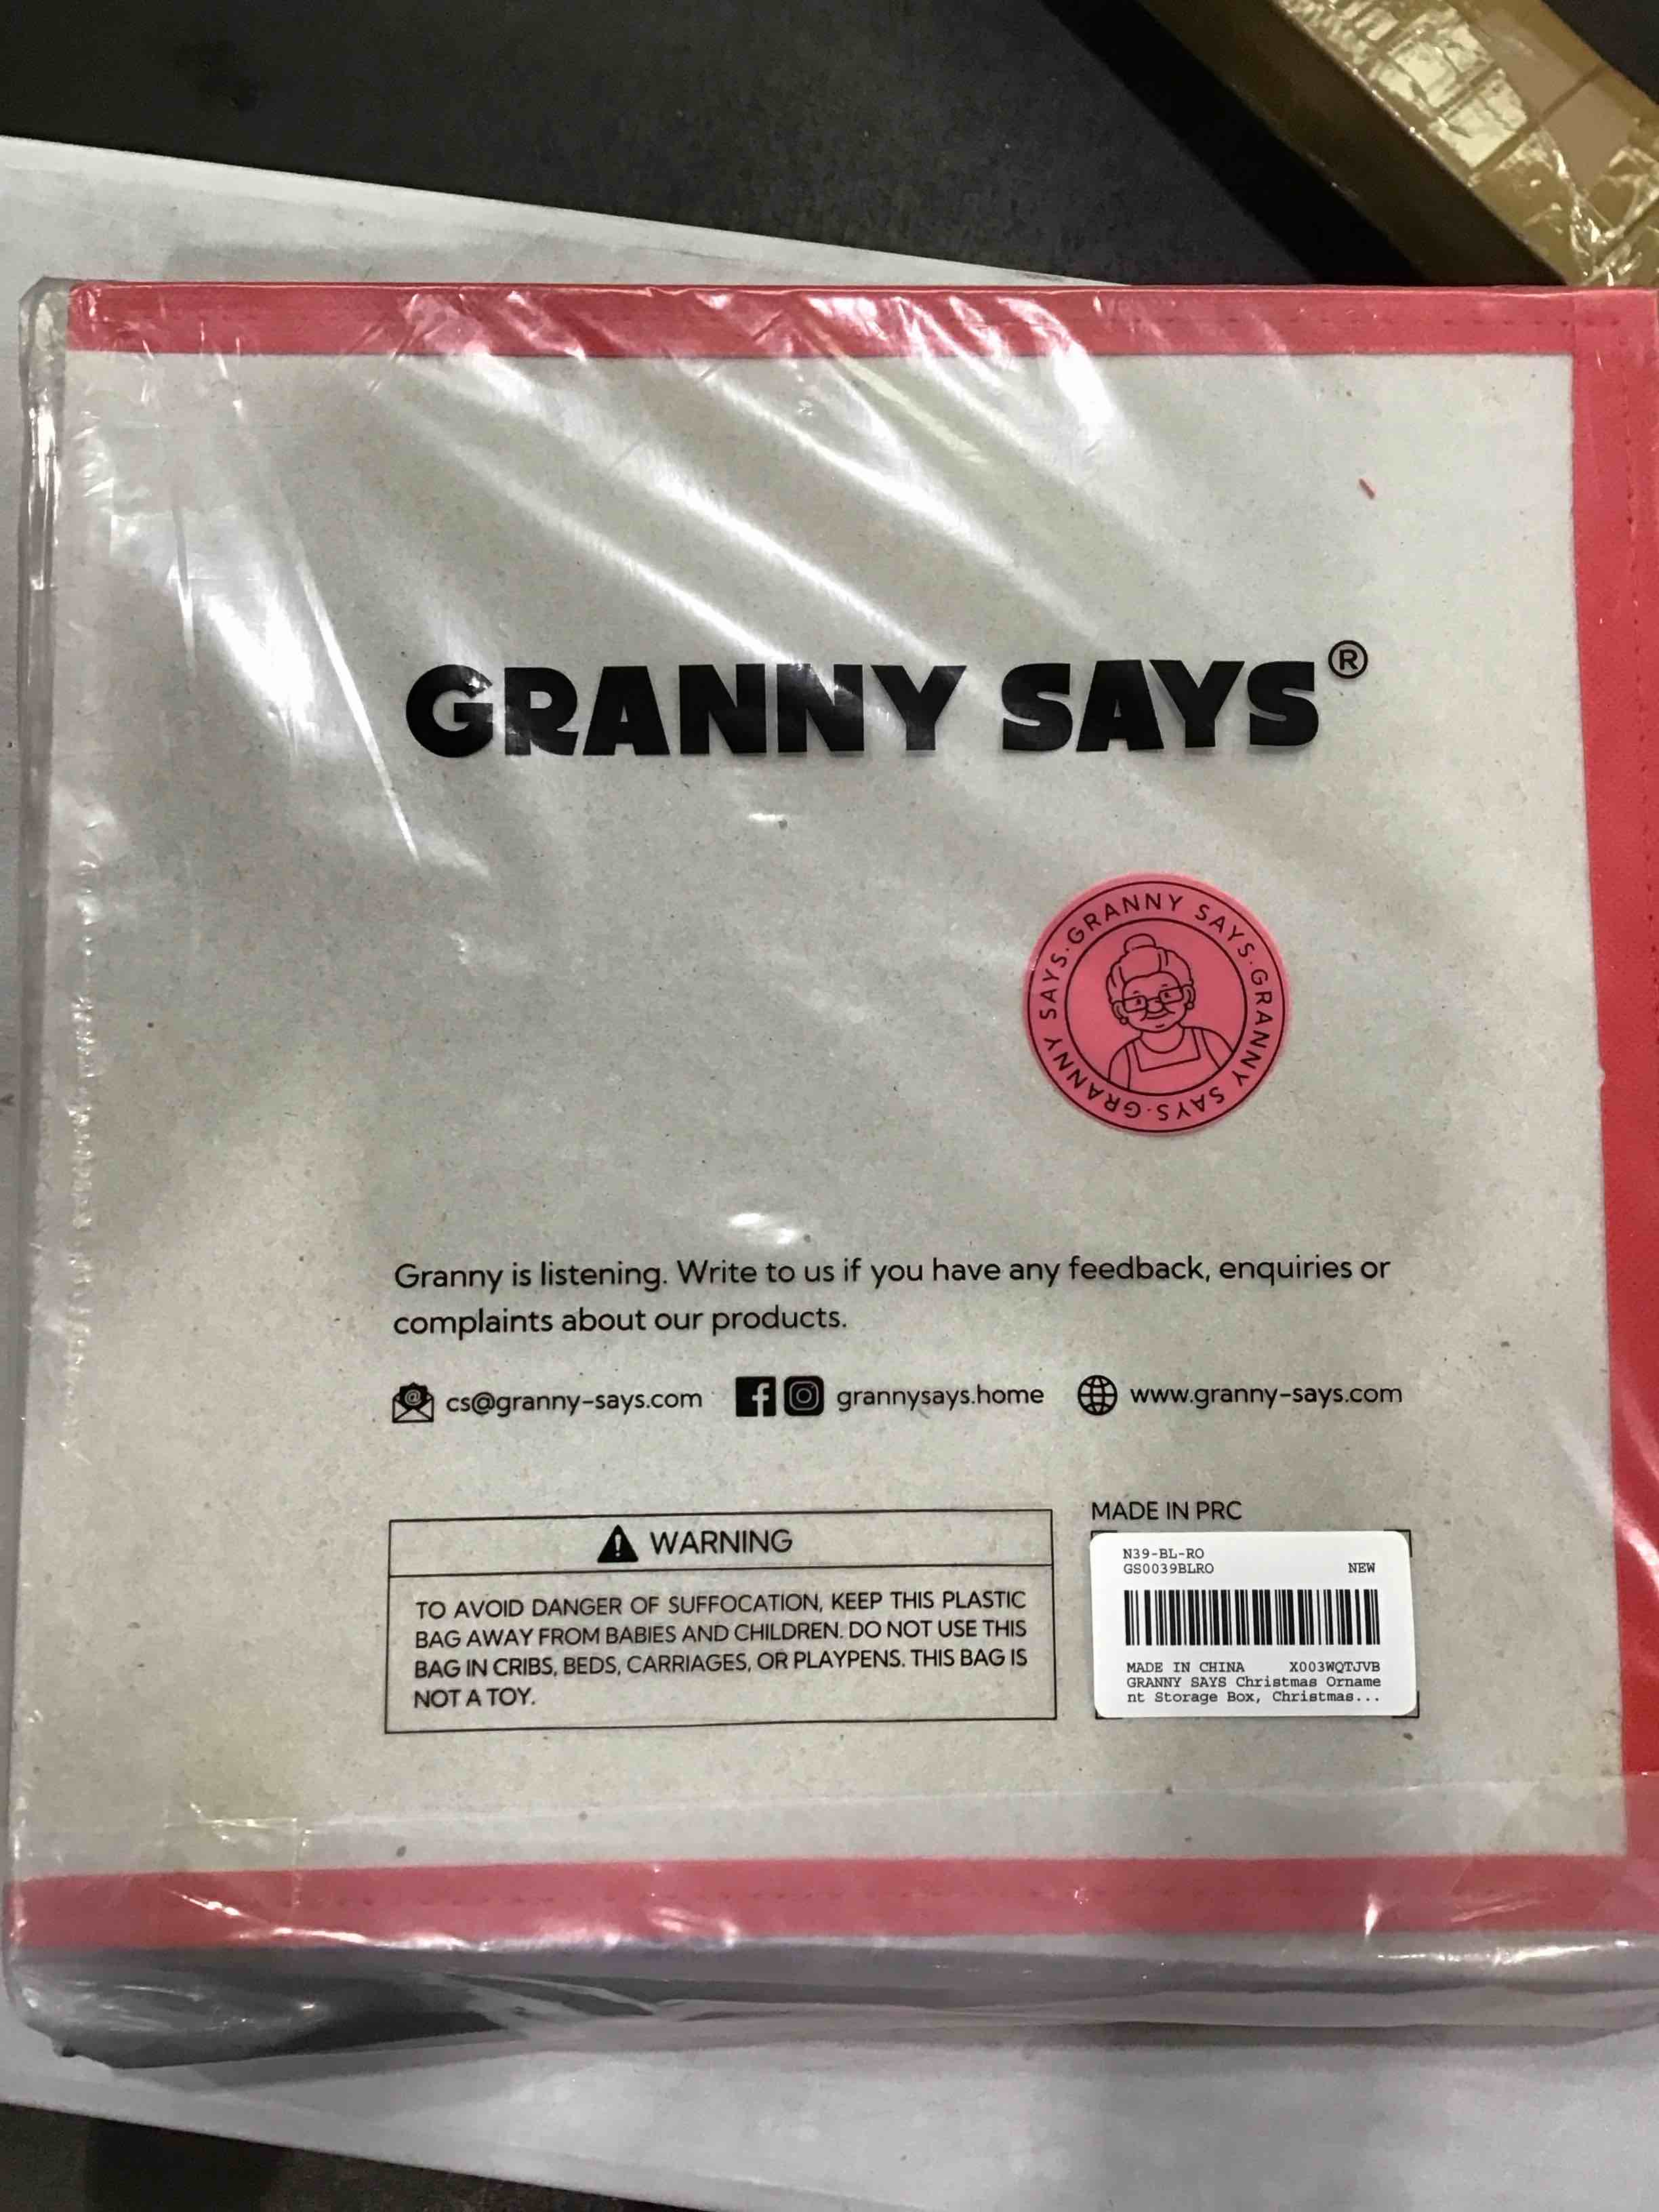 GRANNY SAYS®
GRANNY SAYS·GRANNY SAYS·GRANNY SAYS·
Granny is listening. Write to us if you have any feedback, enquiries or
complaints about our products.
cs@granny-says.com grannysays.home www.granny-says.com
WARNING
TO AVOID DANGER OF SUFFOCATION, KEEP THIS PLASTIC
BAG AWAY FROM BABIES AND CHILDREN. DO NOT USE THIS
BAG IN CRIBS, BEDS, CARRIAGES, OR PLAYPENS. THIS BAG IS
NOT A TOY.
MADE IN PRC
N39-BL-RO
GS0039BLRO NEW
MADE IN CHINA X003WQTJVB
GRANNY SAYS Christmas Orname
nt Storage Box, Christmas...